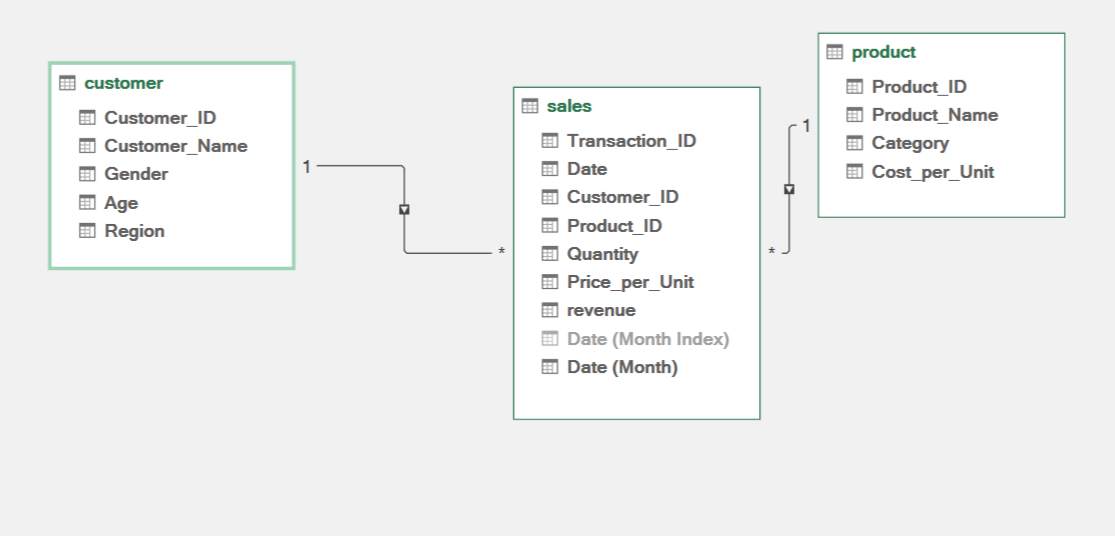 customer
Customer_ID
Customer_Name
Gender
Age
Region
1
*
sales
Transaction_ID
Date
Customer_ID
Product_ID
Quantity
Price_per_Unit
revenue
Date (Month Index)
Date (Month)
*
1
product
Product_ID
Product_Name
Category
Cost_per_Unit